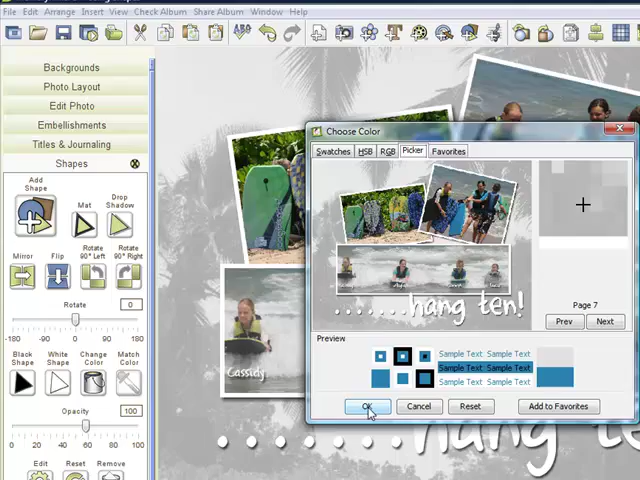 File Edit Arrange Insert View Check Album Share Album Window Help
Backgrounds
Photo Layout
Edit Photo
Embellishments
Titles & Journaling
Shapes
Add Shape
Mat
Drop Shadow
Mirror
Flip
Rotate 90° Left
Rotate 90° Right
Rotate
0
-180 -90 0 90 180
Black Shape
White Shape
Change Color
Match Color
Opacity
100
0 20 40 60 80 100
Edit
Reset
Remove
Cassidy
.......hang te
Choose Color
Swatches HSB RGB Picker Favorites
.......hang ten!
Page 7
Prev Next
Preview
Sample Text Sample Text
Sample Text Sample Text
Sample Text Sample Text
OK Cancel Reset Add to Favorites